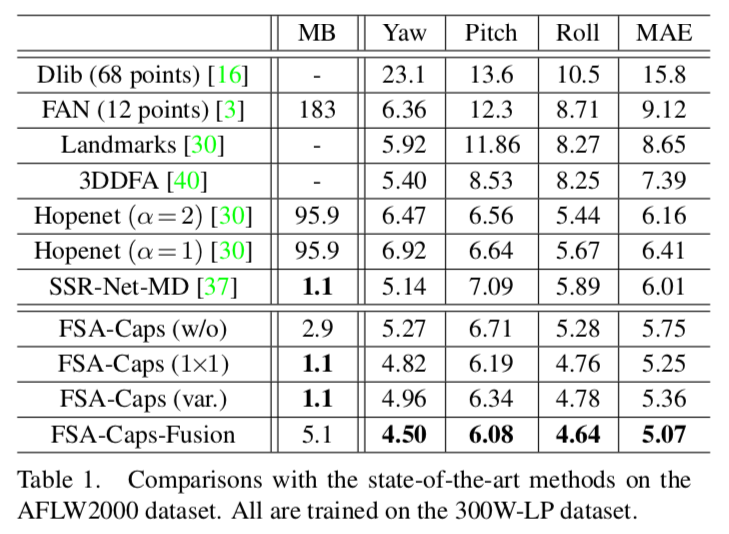 MB Yaw Pitch Roll MAE
Dlib (68 points) [16] - 23.1 13.6 10.5 15.8
FAN (12 points) [3] 183 6.36 12.3 8.71 9.12
Landmarks [30] - 5.92 11.86 8.27 8.65
3DDFA [40] - 5.40 8.53 8.25 7.39
Hopenet (α=2) [30] 95.9 6.47 6.56 5.44 6.16
Hopenet (α=1) [30] 95.9 6.92 6.64 5.67 6.41
SSR-Net-MD [37] 1.1 5.14 7.09 5.89 6.01
FSA-Caps (w/o) 2.9 5.27 6.71 5.28 5.75
FSA-Caps (1×1) 1.1 4.82 6.19 4.76 5.25
FSA-Caps (var.) 1.1 4.96 6.34 4.78 5.36
FSA-Caps-Fusion 5.1 4.50 6.08 4.64 5.07
Table 1. Comparisons with the state-of-the-art methods on the
AFLW2000 dataset. All are trained on the 300W-LP dataset.